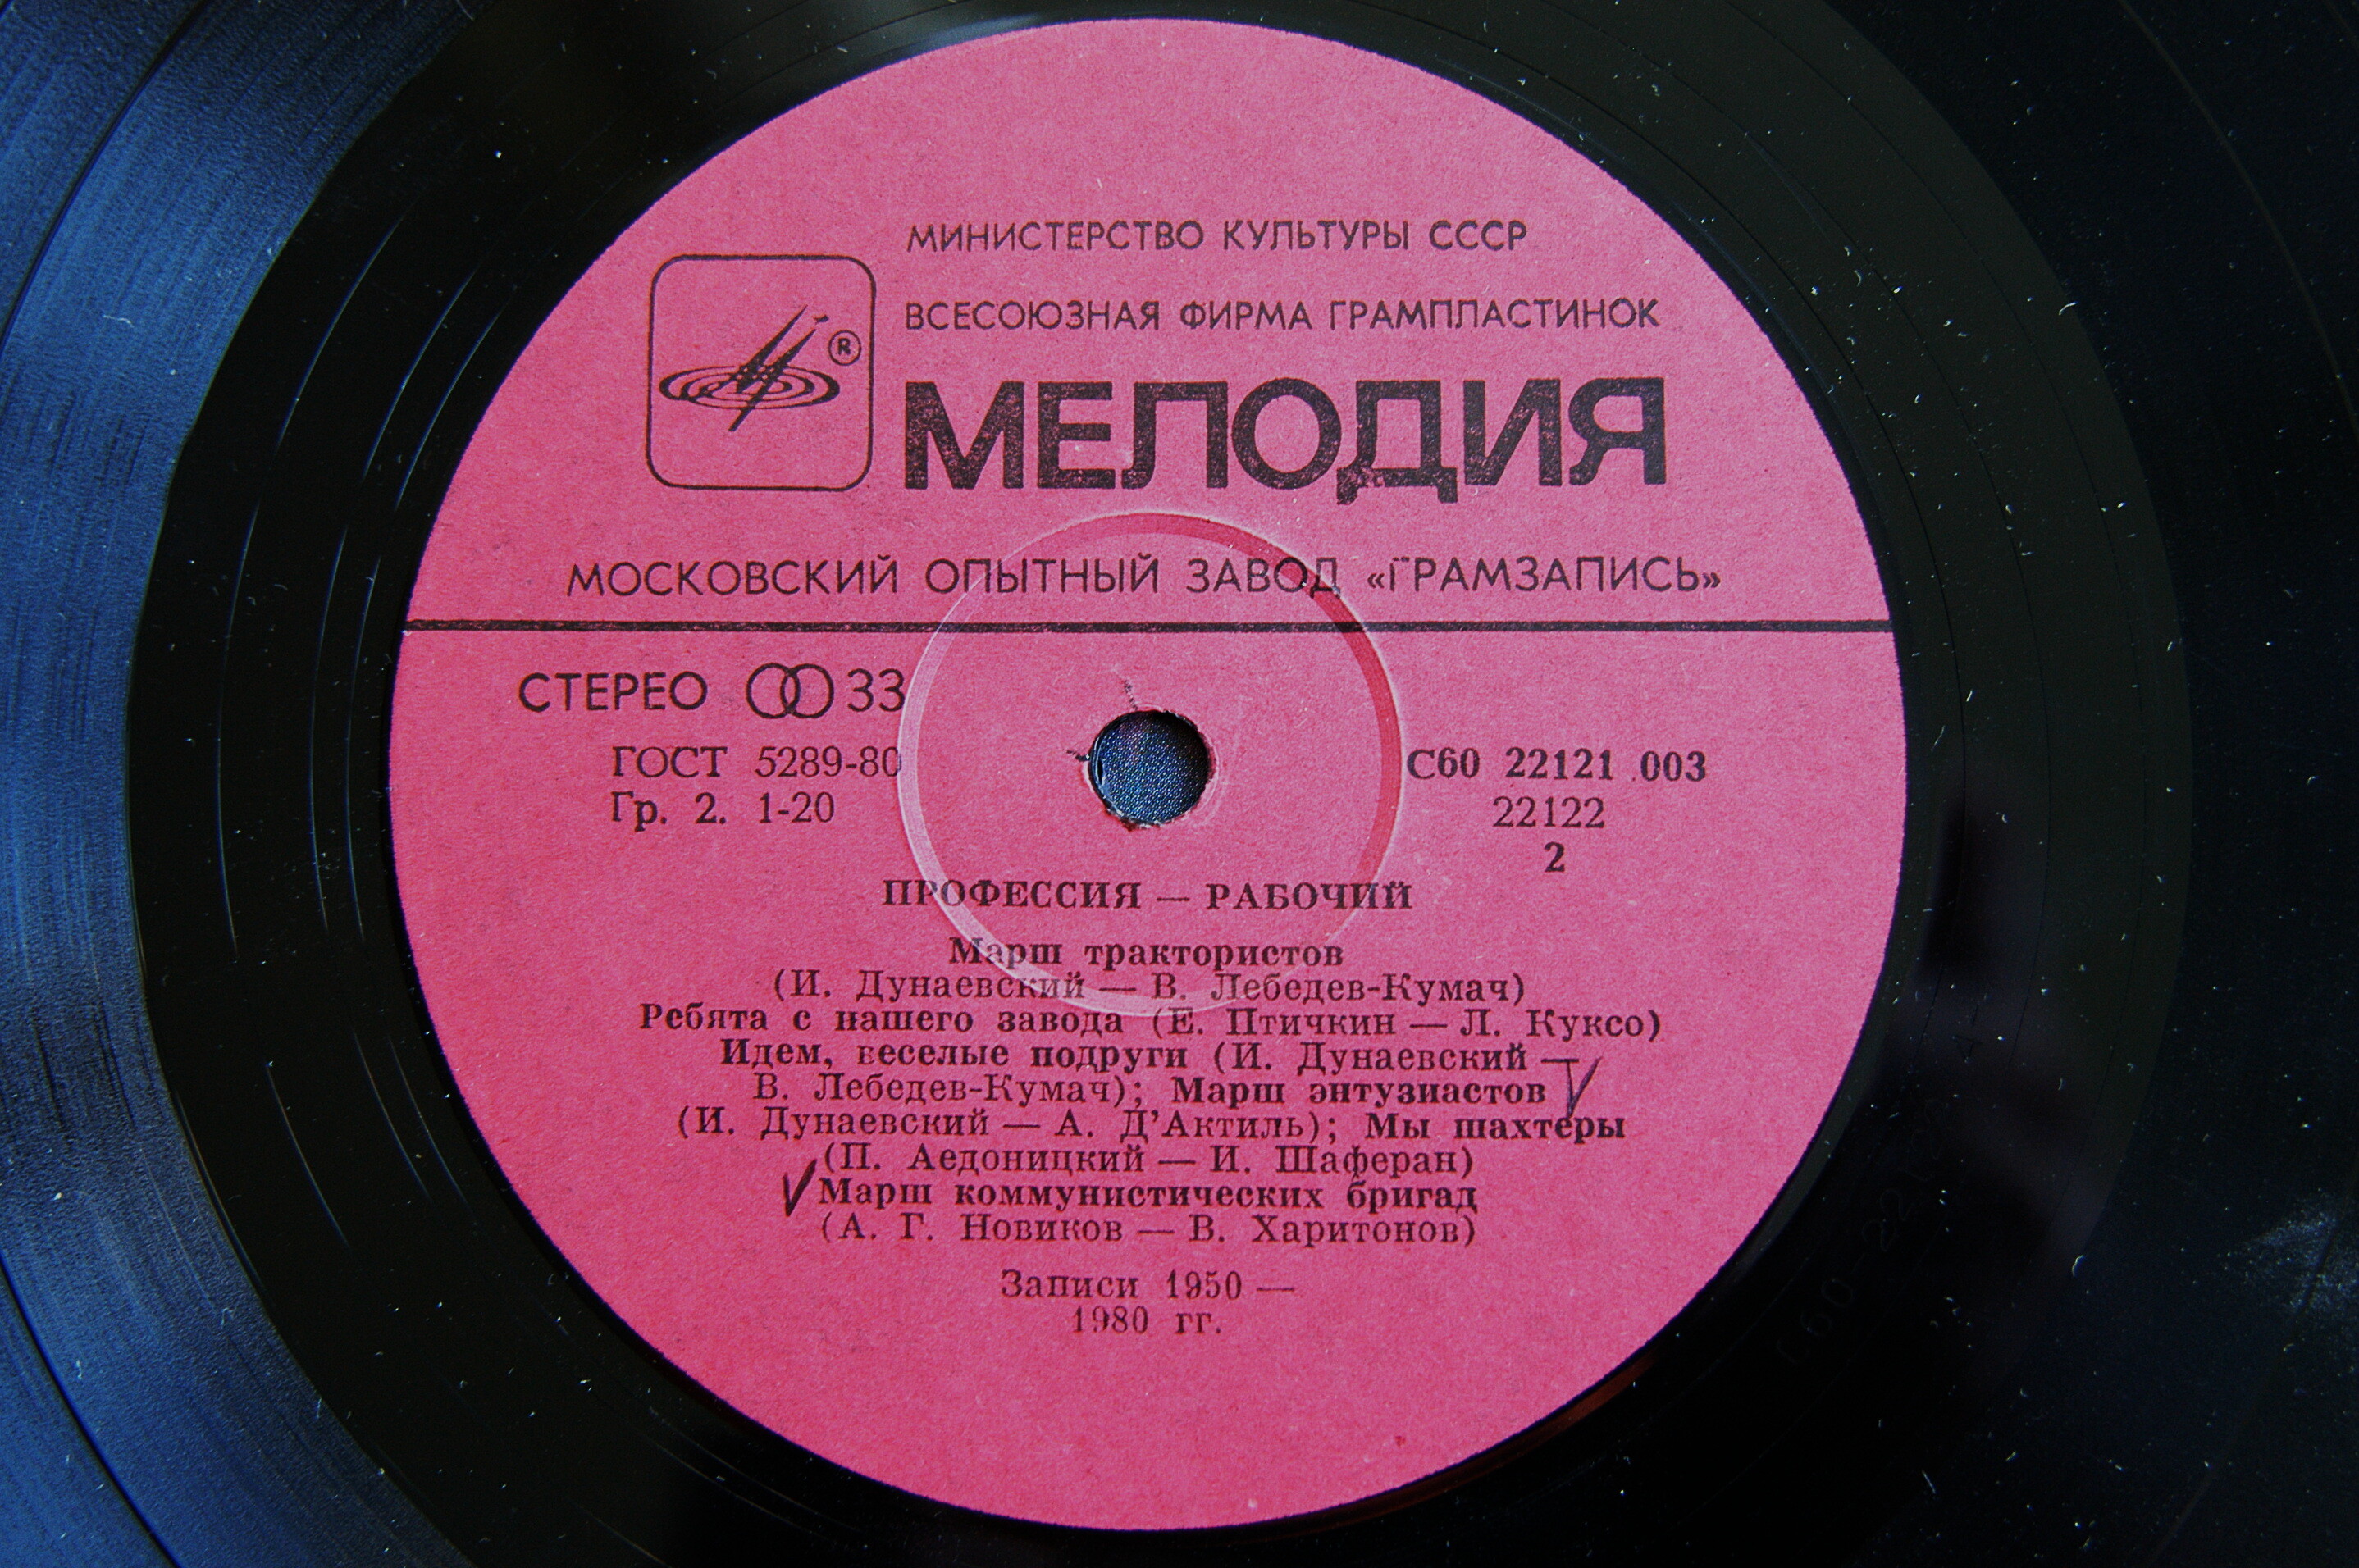 МИНИСТЕРСТВО КУЛЬТУРЫ СССР
ВСЕСОЮЗНАЯ ФИРМА ГРАМПЛАСТИНОК
®
МЕЛОДИЯ
МОСКОВСКИЙ ОПЫТНЫЙ ЗАВОД «ГРАМЗАПИСЬ»
СТЕРЕО 33
ГОСТ 5289-80
Гр. 2. 1-20
С60 22121 003
22122
2
ПРОФЕССИЯ — РАБОЧИЙ
Марш трактористов
(И. Дунаевский — В. Лебедев-Кумач)
Ребята с нашего завода (Е. Птичкин — Л. Куксо)
Идем, веселые подруги (И. Дунаевский —
В. Лебедев-Кумач); Марш энтузиастов
(И. Дунаевский — А. Д'Актиль); Мы шахтеры
(П. Аедоницкий — И. Шаферан)
Марш коммунистических бригад
(А. Г. Новиков — В. Харитонов)
Записи 1950 —
1980 гг.